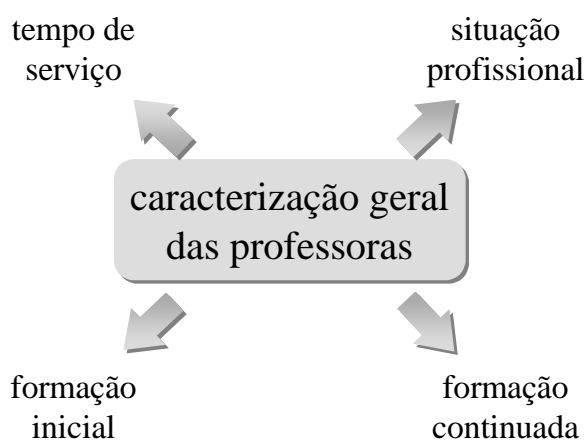 tempo de
serviço
situação
profissional
caracterização geral
das professoras
formação
inicial
formação
continuada